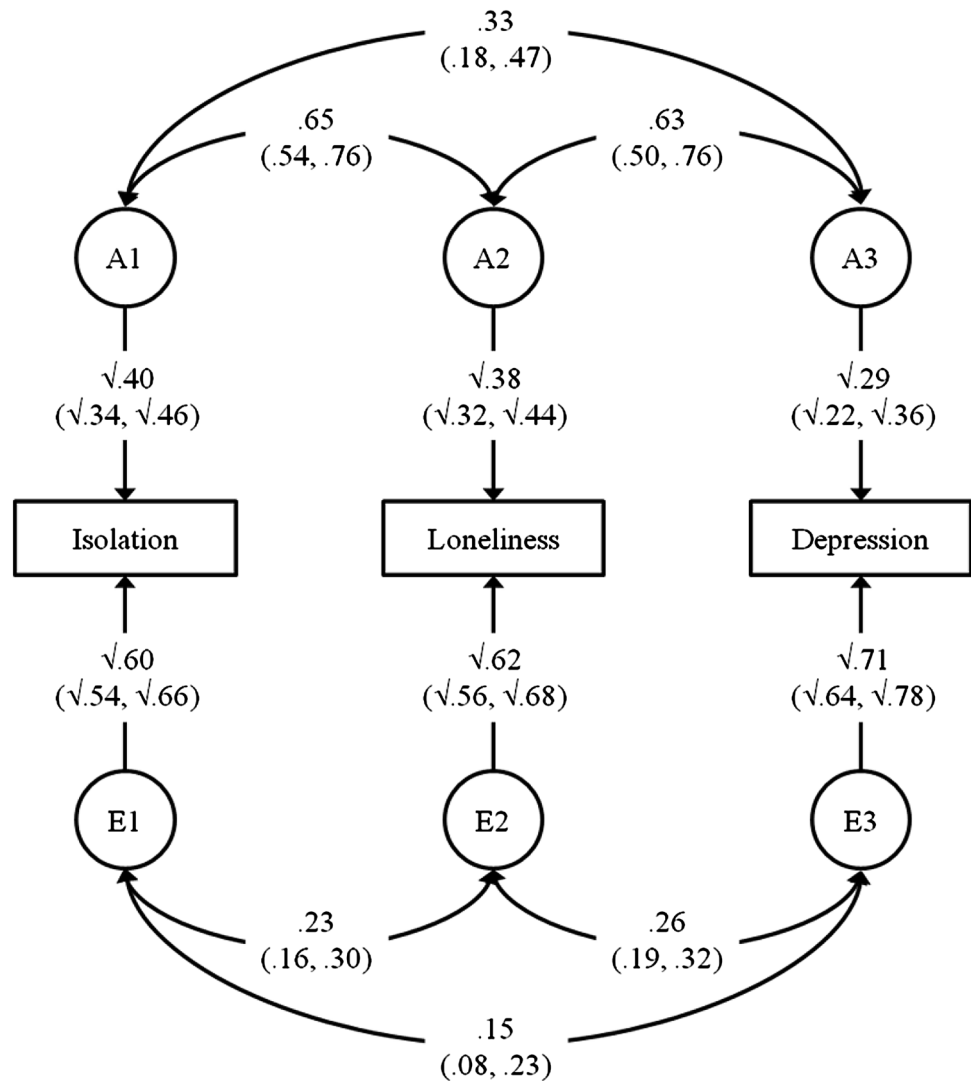 .33
(.18, .47)
.65
(.54, .76)
.63
(.50, .76)
A1
A2
A3
√.40
(√.34, √.46)
√.38
(√.32, √.44)
√.29
(√.22, √.36)
Isolation
Loneliness
Depression
√.60
(√.54, √.66)
√.62
(√.56, √.68)
√.71
(√.64, √.78)
E1
E2
E3
.23
(.16, .30)
.26
(.19, .32)
.15
(.08, .23)